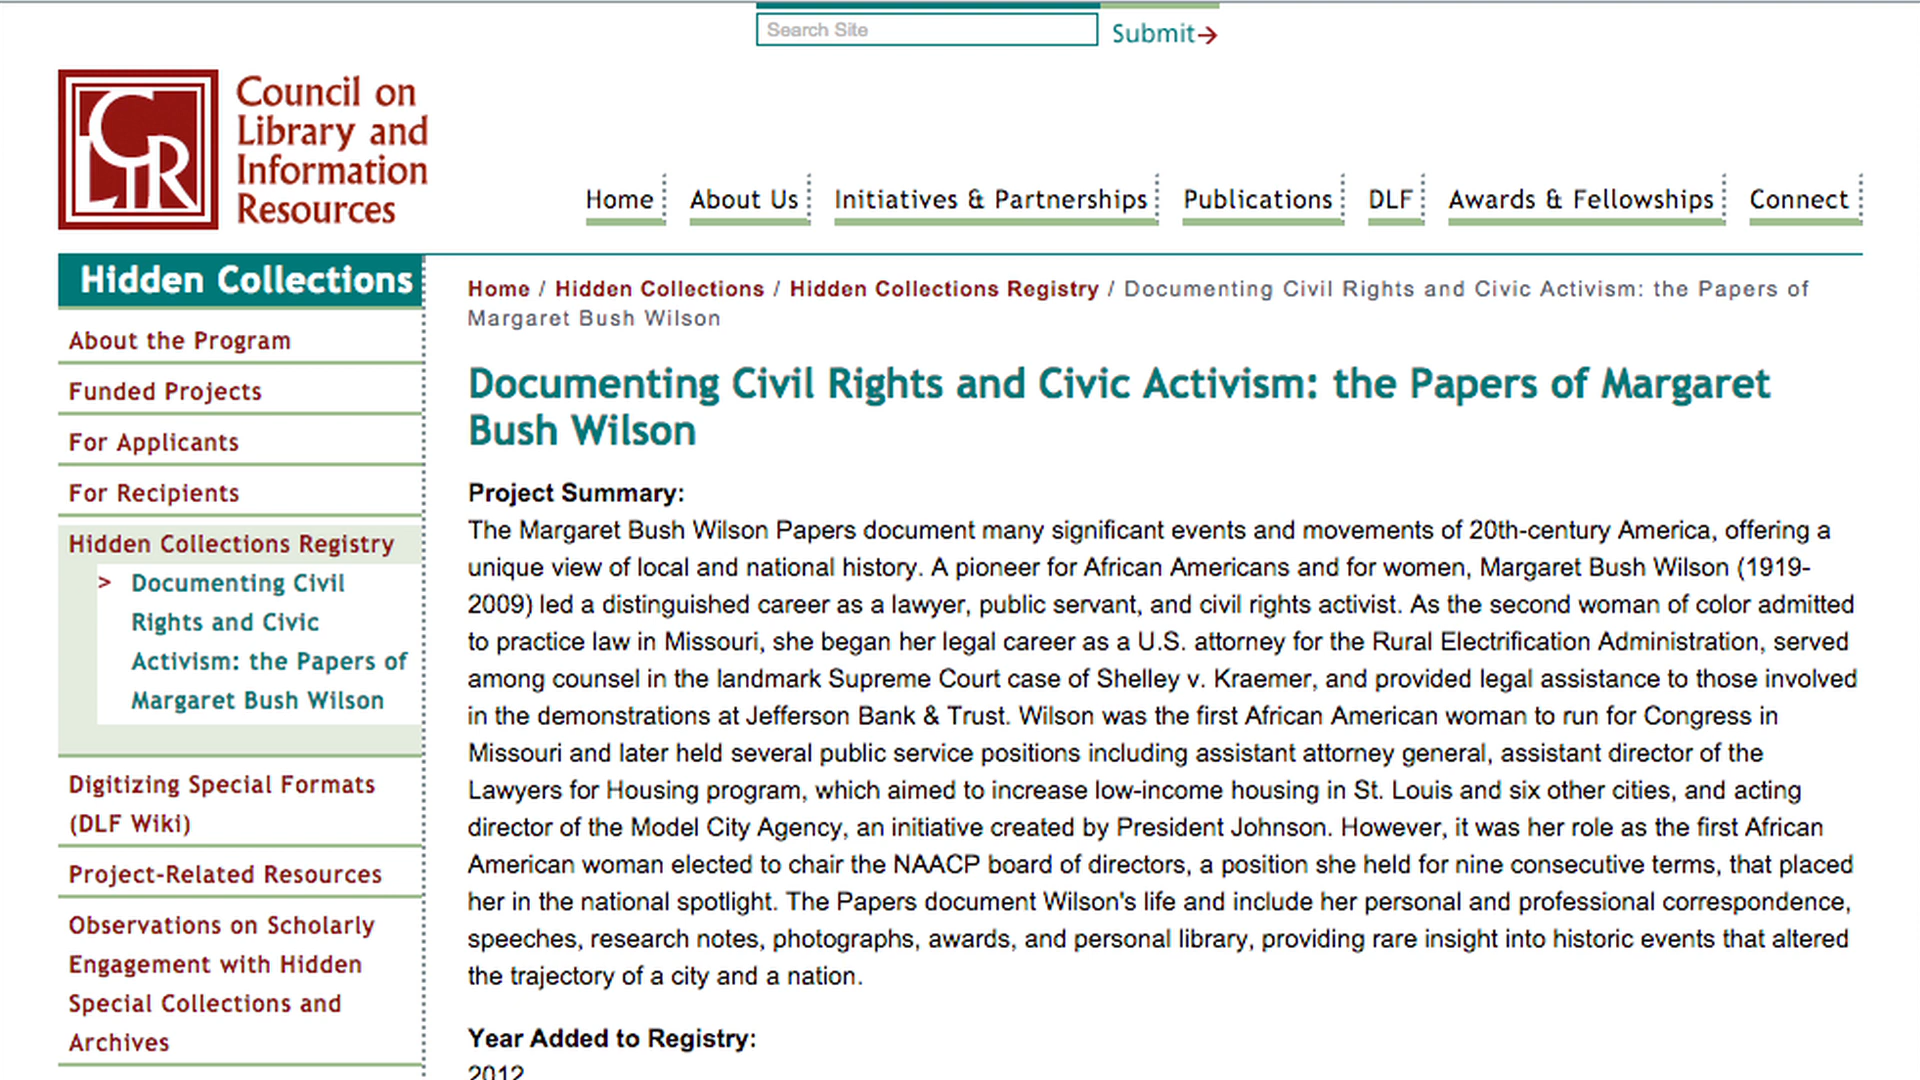 Search Site
Submit
CLIR
Council on
Library and
Information
Resources
Home
About Us
Initiatives & Partnerships
Publications
DLF
Awards & Fellowships
Connect
Hidden Collections
About the Program
Funded Projects
For Applicants
For Recipients
Hidden Collections Registry
> Documenting Civil
Rights and Civic
Activism: the Papers of
Margaret Bush Wilson
Digitizing Special Formats
(DLF Wiki)
Project-Related Resources
Observations on Scholarly
Engagement with Hidden
Special Collections and
Archives
Home / Hidden Collections / Hidden Collections Registry / Documenting Civil Rights and Civic Activism: the Papers of
Margaret Bush Wilson
Documenting Civil Rights and Civic Activism: the Papers of Margaret
Bush Wilson
Project Summary:
The Margaret Bush Wilson Papers document many significant events and movements of 20th-century America, offering a
unique view of local and national history. A pioneer for African Americans and for women, Margaret Bush Wilson (1919-
2009) led a distinguished career as a lawyer, public servant, and civil rights activist. As the second woman of color admitted
to practice law in Missouri, she began her legal career as a U.S. attorney for the Rural Electrification Administration, served
among counsel in the landmark Supreme Court case of Shelley v. Kraemer, and provided legal assistance to those involved
in the demonstrations at Jefferson Bank & Trust. Wilson was the first African American woman to run for Congress in
Missouri and later held several public service positions including assistant attorney general, assistant director of the
Lawyers for Housing program, which aimed to increase low-income housing in St. Louis and six other cities, and acting
director of the Model City Agency, an initiative created by President Johnson. However, it was her role as the first African
American woman elected to chair the NAACP board of directors, a position she held for nine consecutive terms, that placed
her in the national spotlight. The Papers document Wilson's life and include her personal and professional correspondence,
speeches, research notes, photographs, awards, and personal library, providing rare insight into historic events that altered
the trajectory of a city and a nation.
Year Added to Registry:
2012